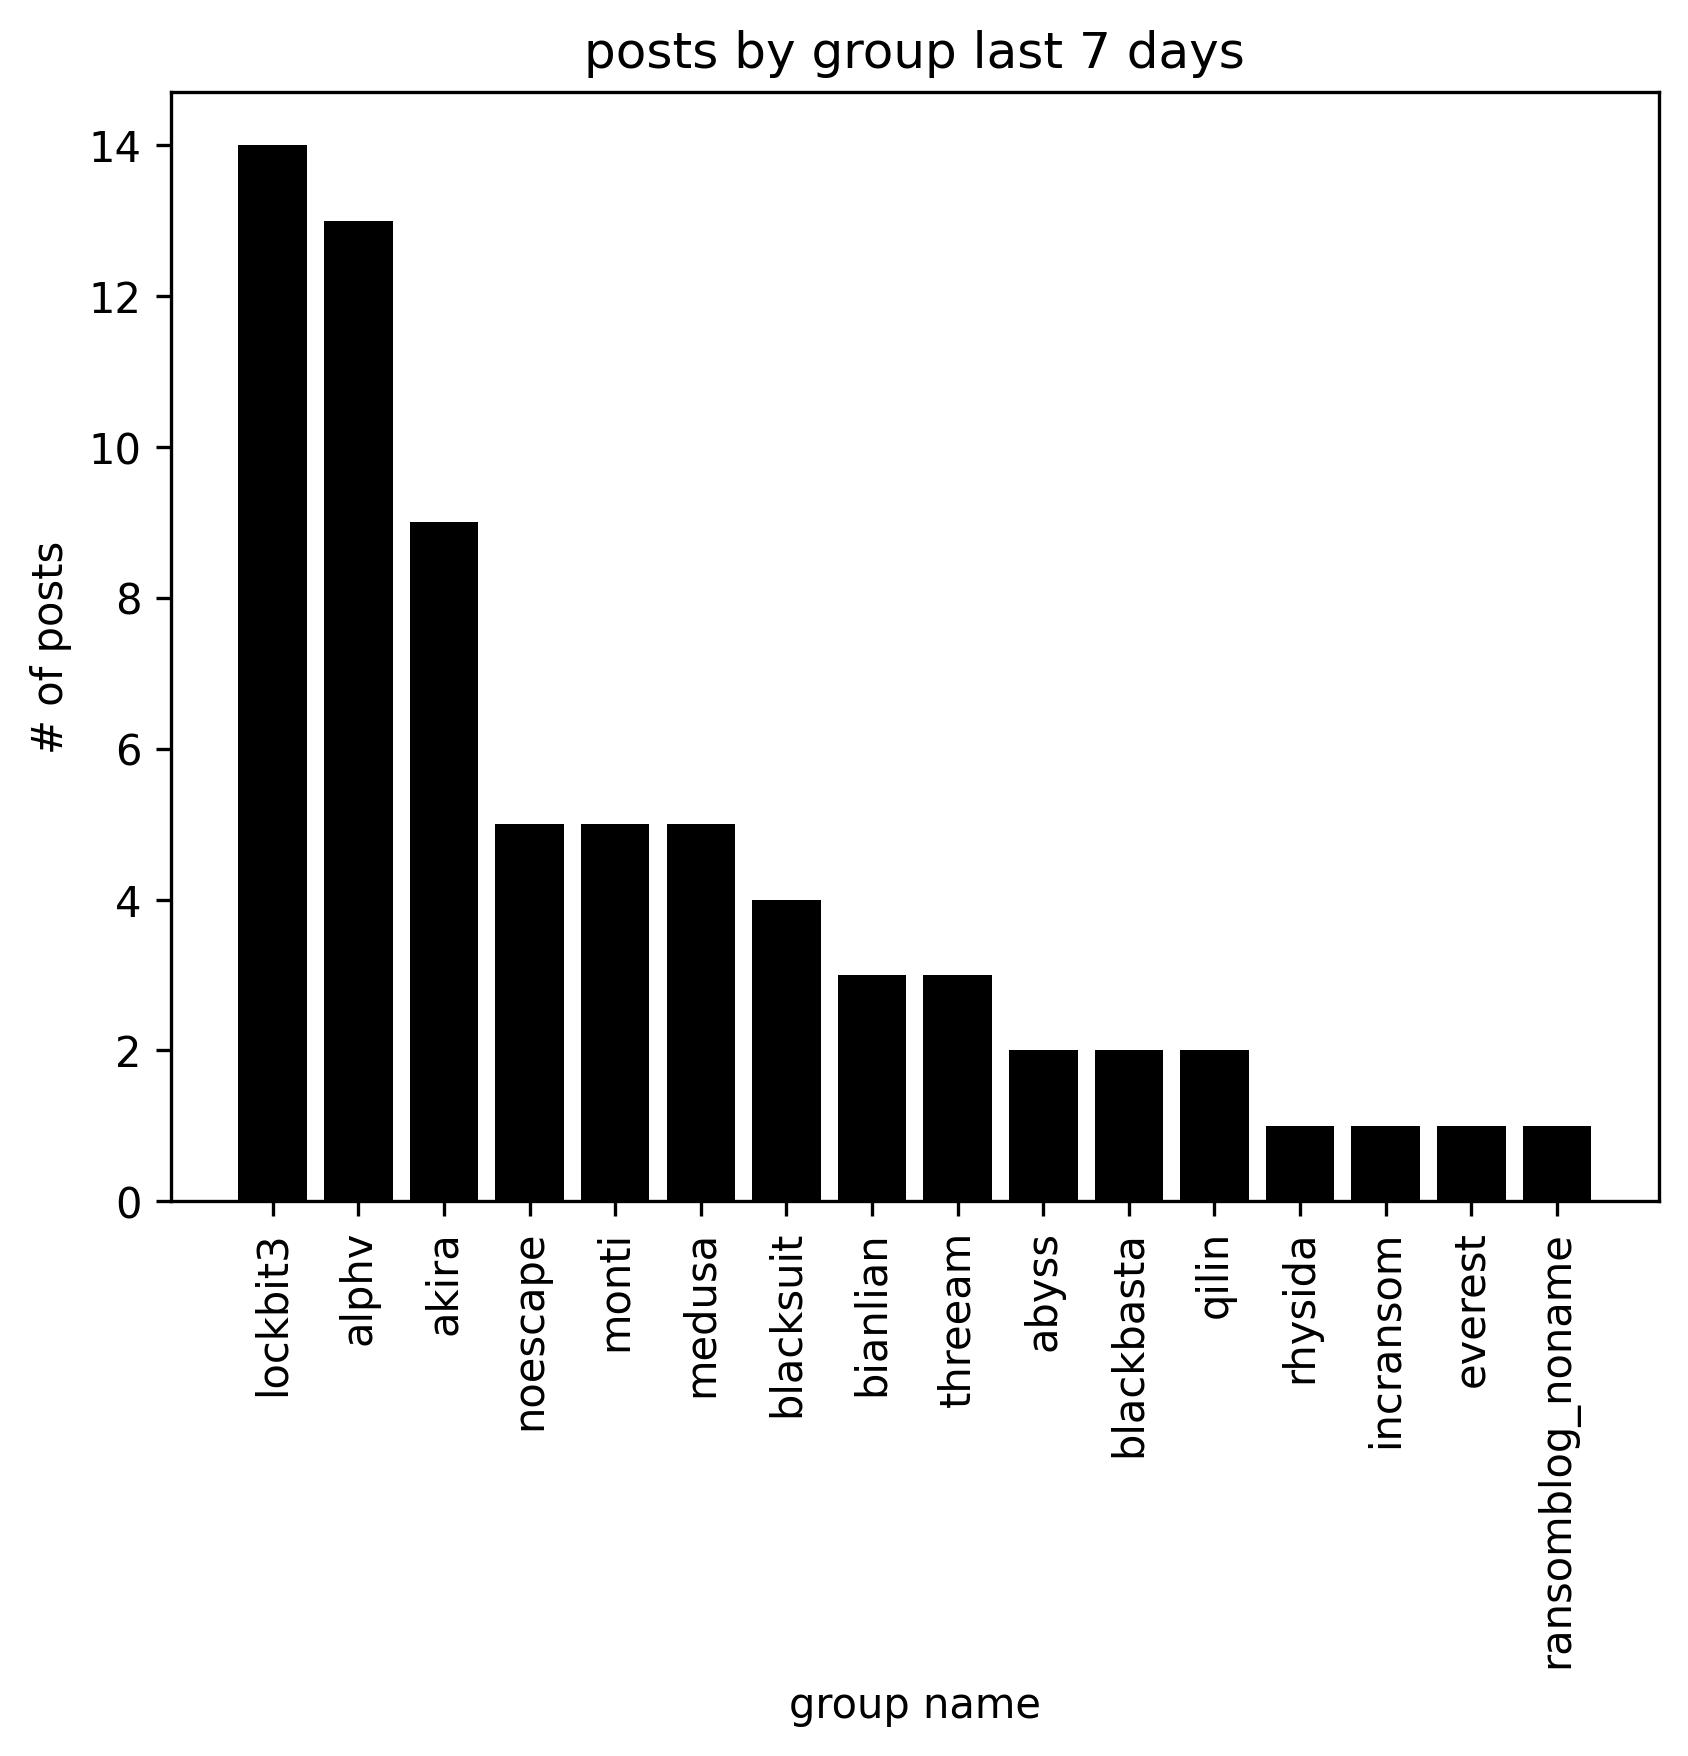 posts by group last 7 days
# of posts
14
12
10
8
6
4
2
0
lockbit3
alphv
akira
noescape
monti
medusa
blacksuit
bianlian
threeam
abyss
blackbasta
qilin
rhysida
incransom
everest
ransomblog_noname
group name